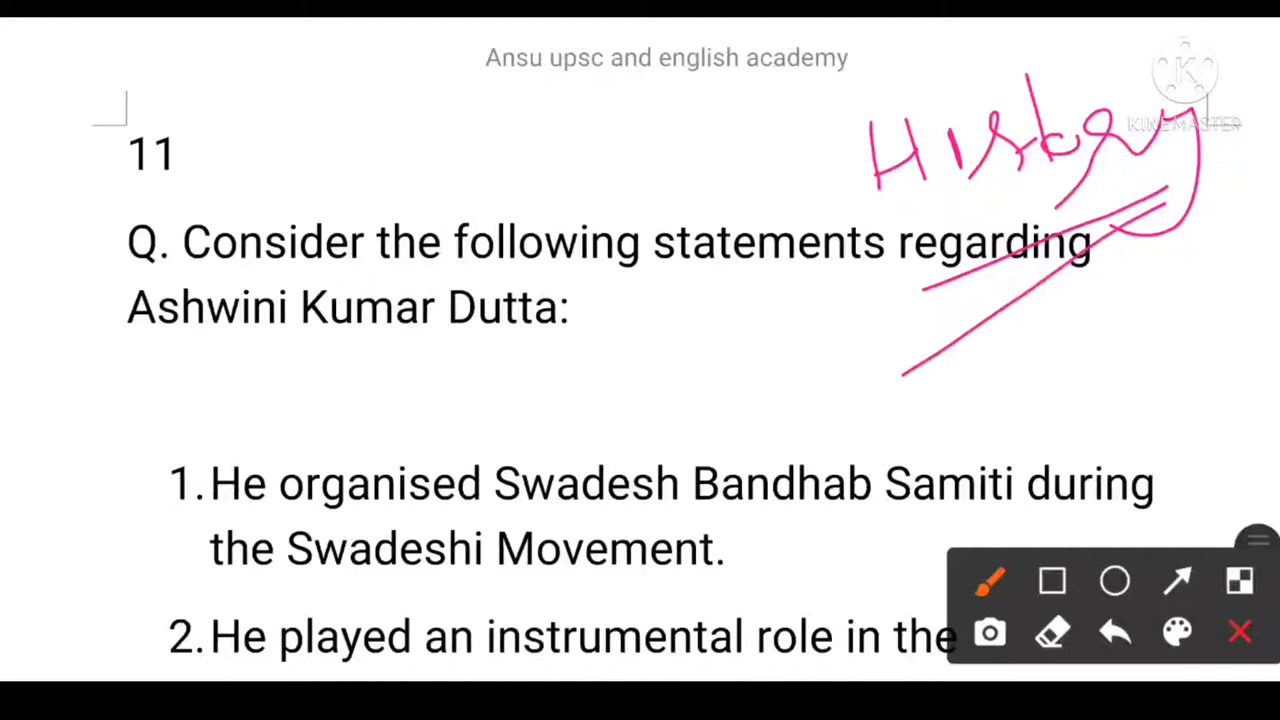 Ansu upsc and english academy
K
KINEMASTER
History
11
Q. Consider the following statements regarding
Ashwini Kumar Dutta:
1. He organised Swadesh Bandhab Samiti during
the Swadeshi Movement.
2. He played an instrumental role in the